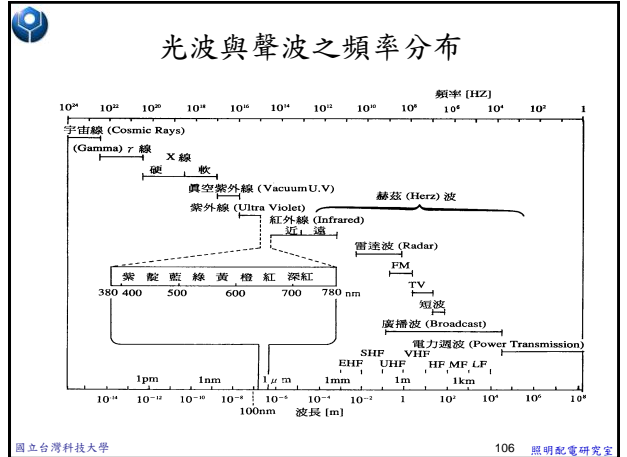 光波與聲波之頻率分布
頻率 [HZ]
10²⁴ 10²² 10²⁰ 10¹⁸ 10¹⁶ 10¹⁴ 10¹² 10¹⁰ 10⁸ 10⁶ 10⁴ 10² 1
宇宙線 (Cosmic Rays)
(Gamma) γ 線
X 線
硬 軟
眞空紫外線 (Vacuum U.V)
赫茲 (Herz) 波
紫外線 (Ultra Violet)
紅外線 (Infrared)
近 遠
雷達波 (Radar)
FM
紫 靛 藍 綠 黃 橙 紅 深紅
TV
380 400 500 600 700 780 nm
短波
廣播波 (Broadcast)
電力週波 (Power Transmission)
SHF VHF
EHF UHF HF MF LF
1pm 1nm 1μm 1mm 1m 1km
10⁻¹⁴ 10⁻¹² 10⁻¹⁰ 10⁻⁸ 10⁻⁶ 10⁻⁴ 10⁻² 1 10² 10⁴ 10⁶ 10⁸
100nm 波長 [m]
國立台灣科技大學 106 照明配電研究室